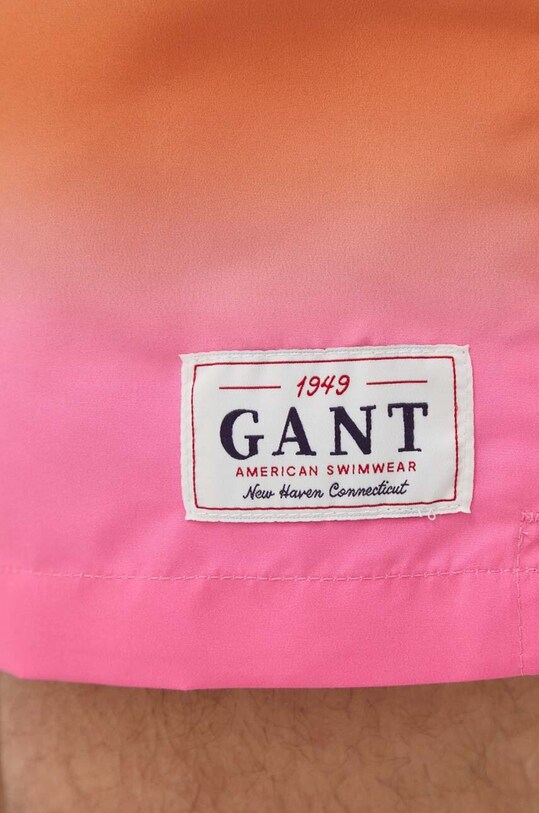 1949
GANT
AMERICAN SWIMWEAR
New Haven Connecticut